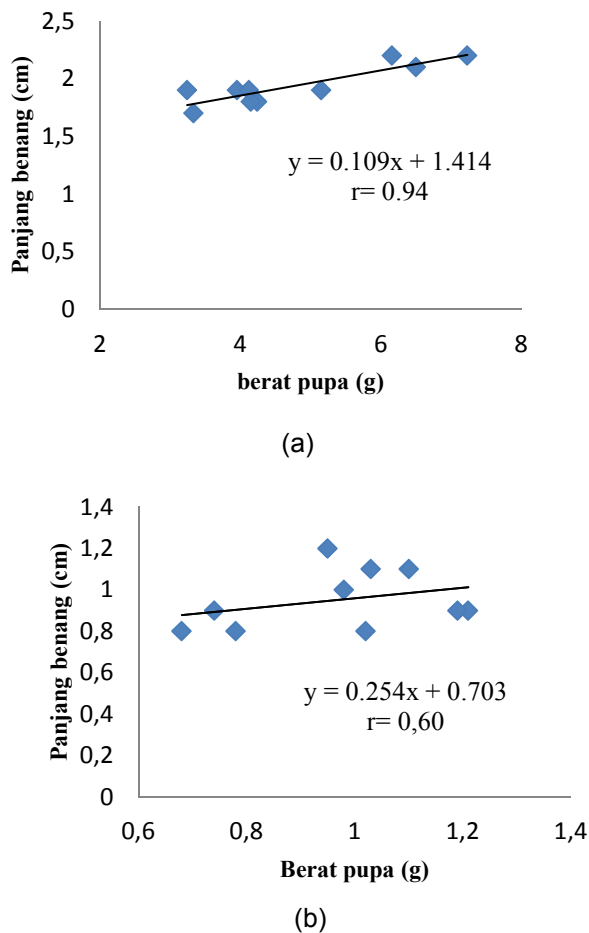 2,5
2
1,5
1
0,5
0
Panjang benang (cm)
y = 0.109x + 1.414
r= 0.94
2 4 6 8
berat pupa (g)
(a)
1,4
1,2
1
0,8
0,6
0,4
0,2
0
Panjang benang (cm)
y = 0.254x + 0.703
r= 0,60
0,6 0,8 1 1,2 1,4
Berat pupa (g)
(b)